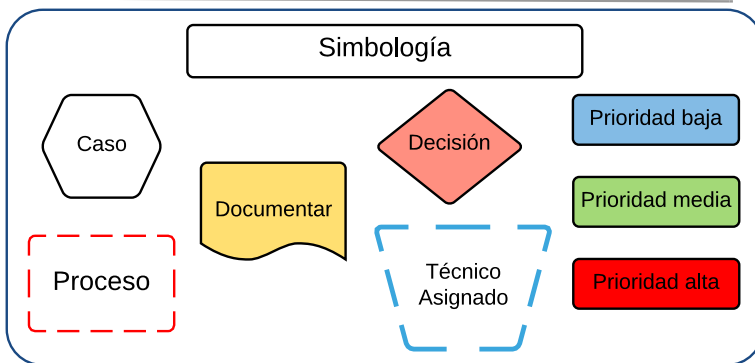 Simbología
Caso
Decisión
Prioridad baja
Documentar
Prioridad media
Proceso
Técnico
Asignado
Prioridad alta